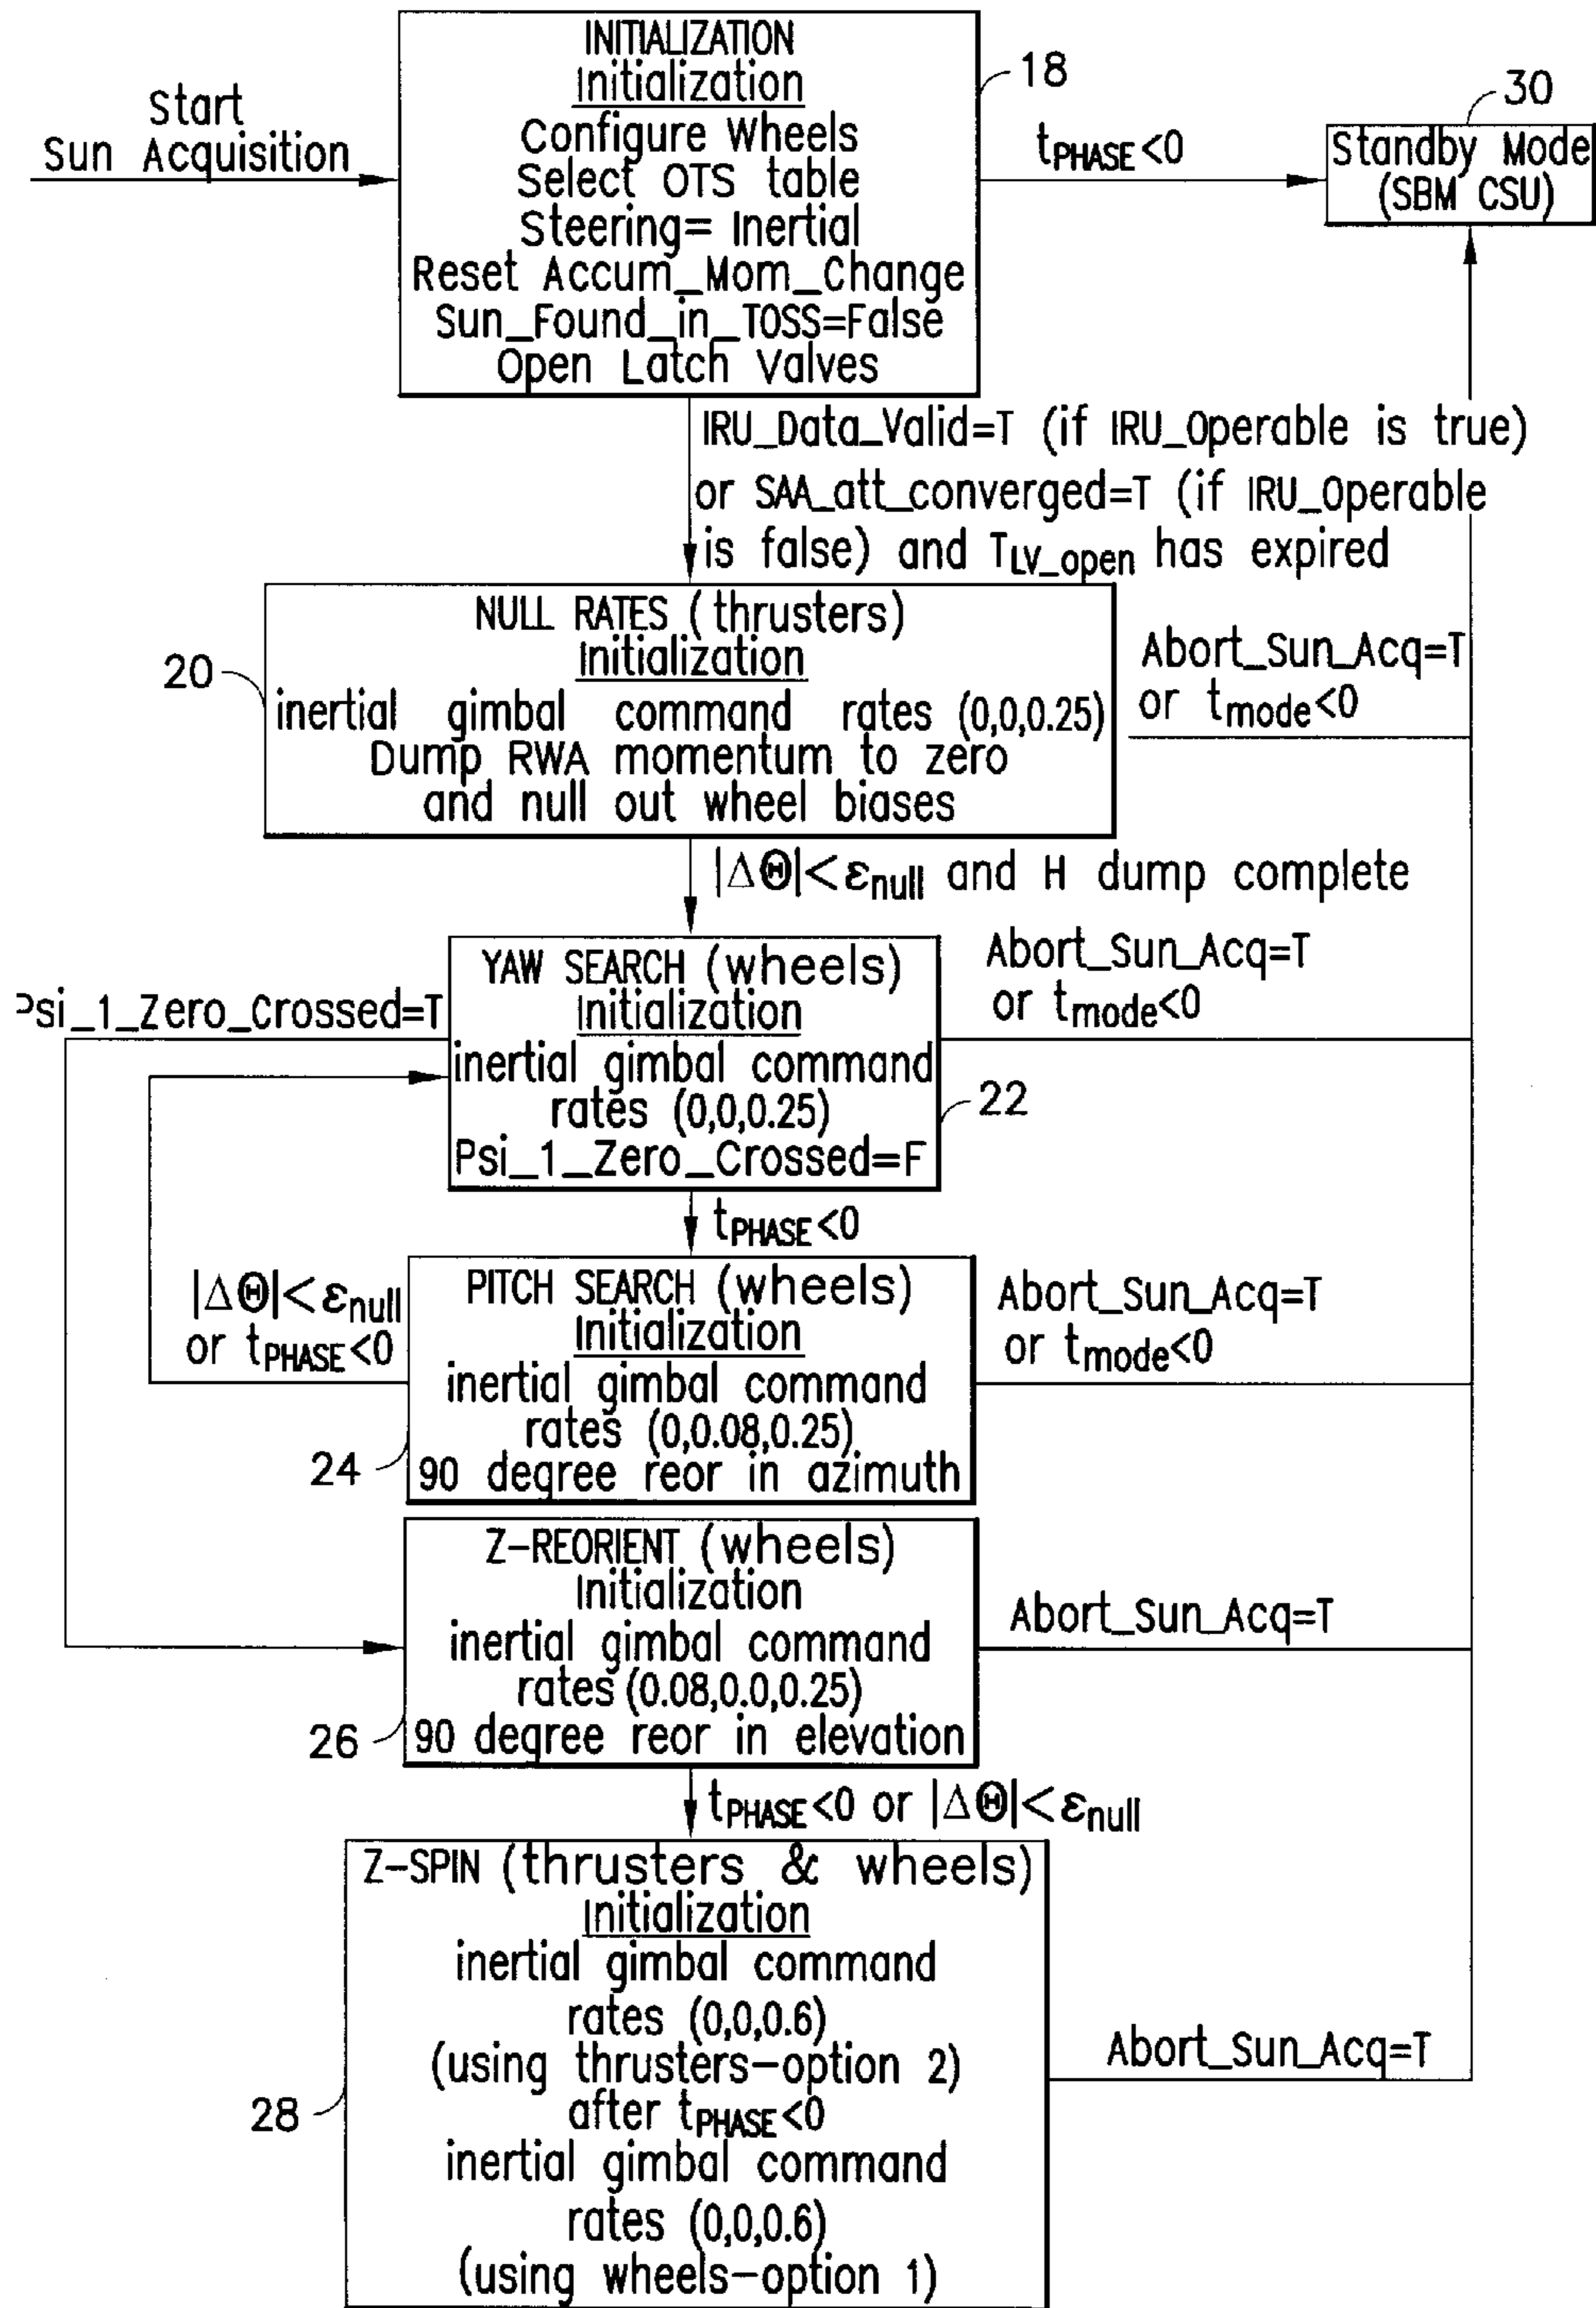 INITIALIZATION
Initialization
Configure Wheels
Select OTS table
Steering= Inertial
Reset Accum_Mom_Change
Sun_Found_in_TOSS=False
Open Latch Valves
18
Start
Sun Acquisition
tPHASE<0
30
Standby Mode
(SBM CSU)
IRU_Data_Valid=T (if IRU_Operable is true)
or SAA_att_converged=T (if IRU_Operable
is false) and TLV_open has expired
NULL RATES (thrusters)
Initialization
inertial gimbal command rates (0,0,0.25)
Dump RWA momentum to zero
and null out wheel biases
20
Abort_Sun_Acq=T
or tmode<0
|ΔΘ|<εnull and H dump complete
YAW SEARCH (wheels)
Initialization
inertial gimbal command
rates (0,0,0.25)
Psi_1_Zero_Crossed=F
22
Psi_1_Zero_Crossed=T
Abort_Sun_Acq=T
or tmode<0
tPHASE<0
|ΔΘ|<εnull
or tPHASE<0
PITCH SEARCH (wheels)
Initialization
inertial gimbal command
rates (0,0.08,0.25)
90 degree reor in azimuth
24
Abort_Sun_Acq=T
or tmode<0
Z-REORIENT (wheels)
Initialization
inertial gimbal command
rates (0.08,0.0,0.25)
90 degree reor in elevation
26
Abort_Sun_Acq=T
tPHASE<0 or |ΔΘ|<εnull
Z-SPIN (thrusters & wheels)
Initialization
inertial gimbal command
rates (0,0,0.6)
(using thrusters-option 2)
after tPHASE<0
inertial gimbal command
rates (0,0,0.6)
(using wheels-option 1)
28
Abort_Sun_Acq=T